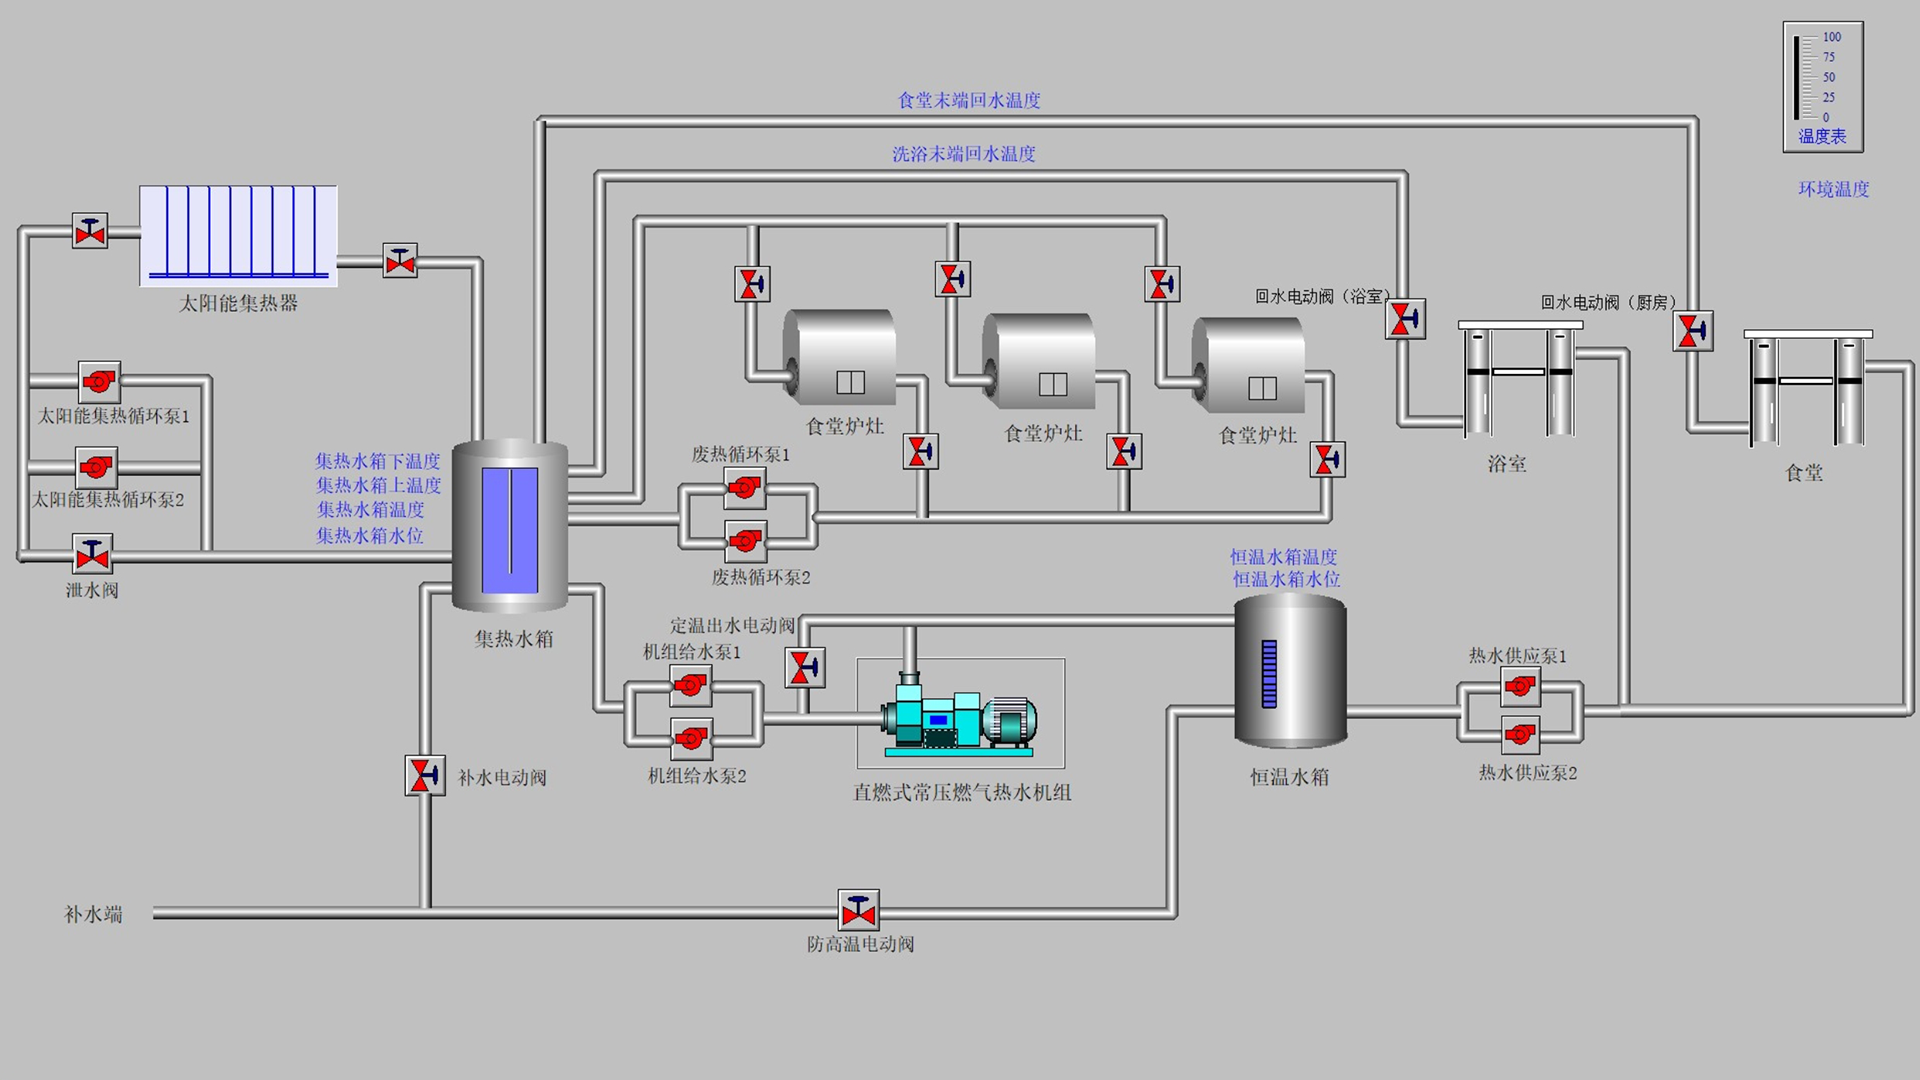 100
75
50
25
0
温度表
环境温度
食堂末端回水温度
洗浴末端回水温度
太阳能集热器
回水电动阀（浴室）
回水电动阀（厨房）
太阳能集热循环泵1
食堂炉灶
食堂炉灶
食堂炉灶
浴室
食堂
集热水箱下温度
集热水箱上温度
集热水箱温度
集热水箱水位
废热循环泵1
太阳能集热循环泵2
废热循环泵2
泄水阀
恒温水箱温度
恒温水箱水位
集热水箱
定温出水电动阀
机组给水泵1
热水供应泵1
补水电动阀
机组给水泵2
直燃式常压燃气热水机组
恒温水箱
热水供应泵2
补水端
防高温电动阀